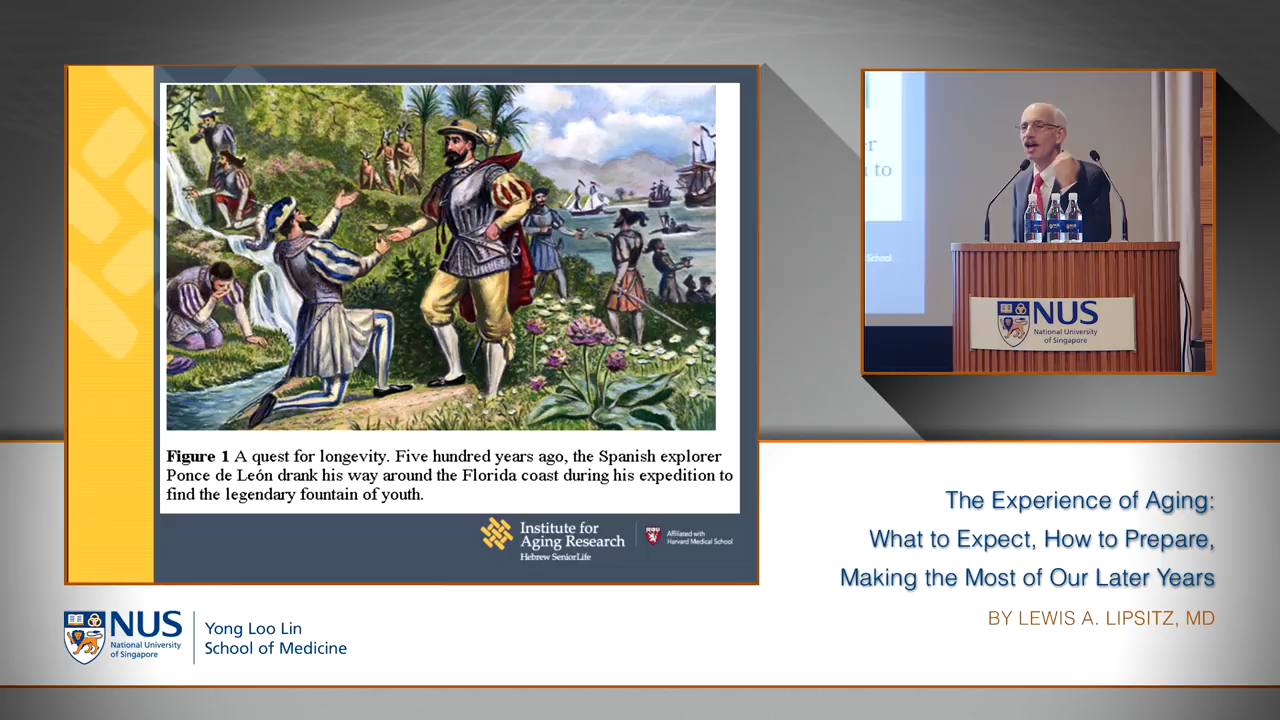 Figure 1 A quest for longevity. Five hundred years ago, the Spanish explorer
Ponce de León drank his way around the Florida coast during his expedition to
find the legendary fountain of youth.
Institute for
Aging Research
Hebrew SeniorLife
Affiliated with
Harvard Medical School
r
to
School
NUS
National University
of Singapore
The Experience of Aging:
What to Expect, How to Prepare,
Making the Most of Our Later Years
BY LEWIS A. LIPSITZ, MD
NUS
National University
of Singapore
Yong Loo Lin
School of Medicine